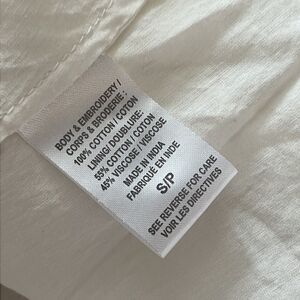 BODY & EMBROIDERY /
CORPS & BRODERIE :
100% COTTON / COTON
LINING/ DOUBLURE:
55% COTTON / COTON
45% VISCOSE / VISCOSE
MADE IN INDIA
FABRIQUÉ EN INDE
S/P
SEE REVERSE FOR CARE
VOIR LES DIRECTIVES